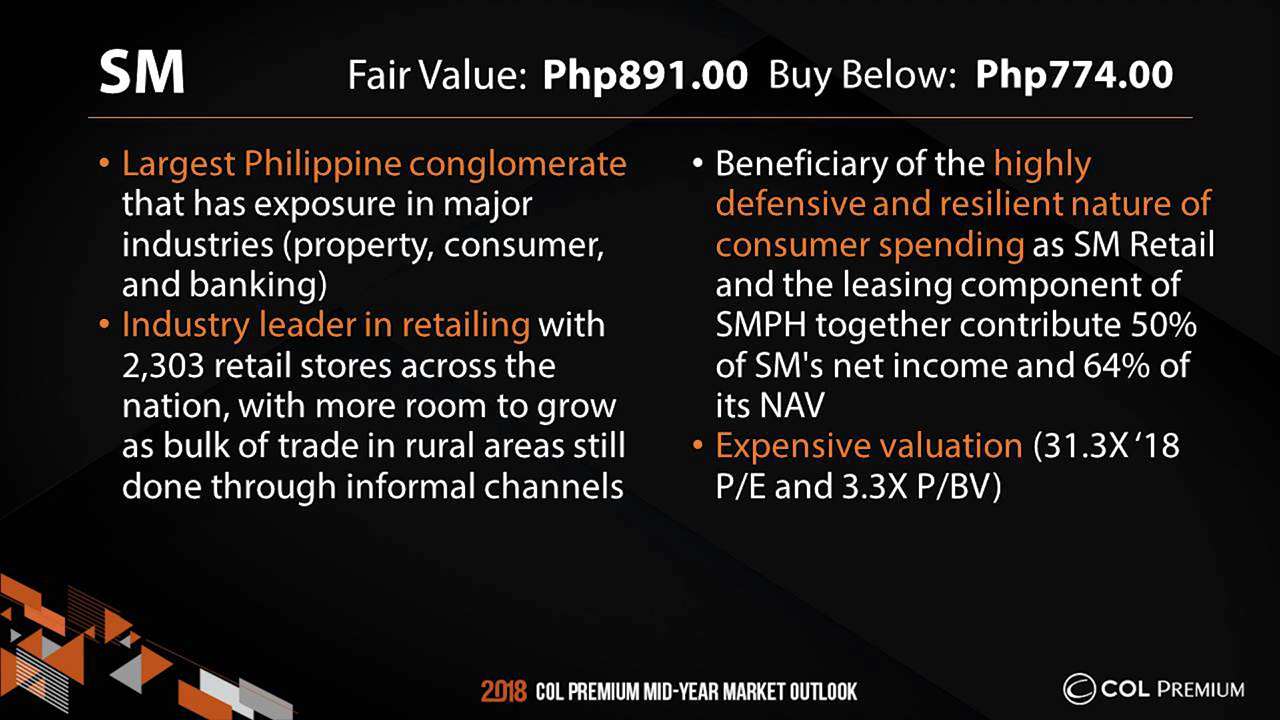 SM
Fair Value: Php891.00 Buy Below: Php774.00
• Largest Philippine conglomerate
that has exposure in major
industries (property, consumer,
and banking)
• Industry leader in retailing with
2,303 retail stores across the
nation, with more room to grow
as bulk of trade in rural areas still
done through informal channels
• Beneficiary of the highly
defensive and resilient nature of
consumer spending as SM Retail
and the leasing component of
SMPH together contribute 50%
of SM's net income and 64% of
its NAV
• Expensive valuation (31.3X ‘18
P/E and 3.3X P/BV)
2018 COL PREMIUM MID-YEAR MARKET OUTLOOK
COL PREMIUM